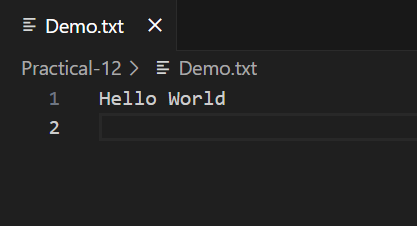 Demo.txt
Practical-12 > Demo.txt
1 Hello World
2